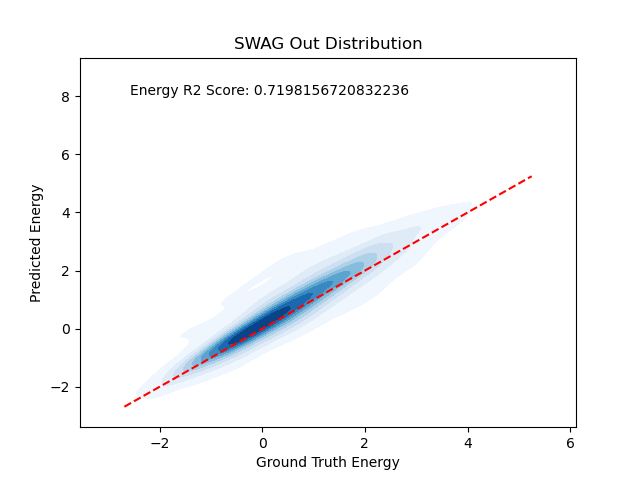 SWAG Out Distribution
Energy R2 Score: 0.7198156720832236
Predicted Energy
8
6
4
2
0
−2
−2
0
2
4
6
Ground Truth Energy